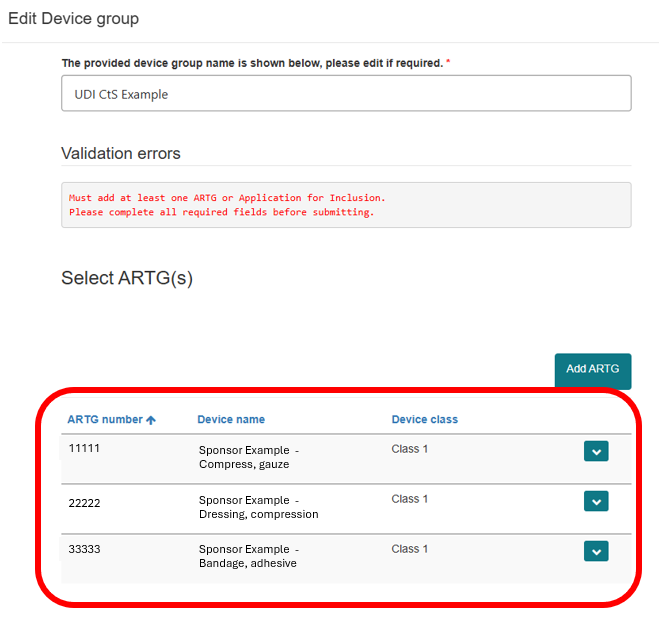 Edit Device group
The provided device group name is shown below, please edit if required. *
UDI CtS Example
Validation errors
Must add at least one ARTG or Application for Inclusion.
Please complete all required fields before submitting.
Select ARTG(s)
Add ARTG
ARTG number Device name Device class
11111 Sponsor Example - Class 1
Compress, gauze
22222 Sponsor Example - Class 1
Dressing, compression
33333 Sponsor Example - Class 1
Bandage, adhesive